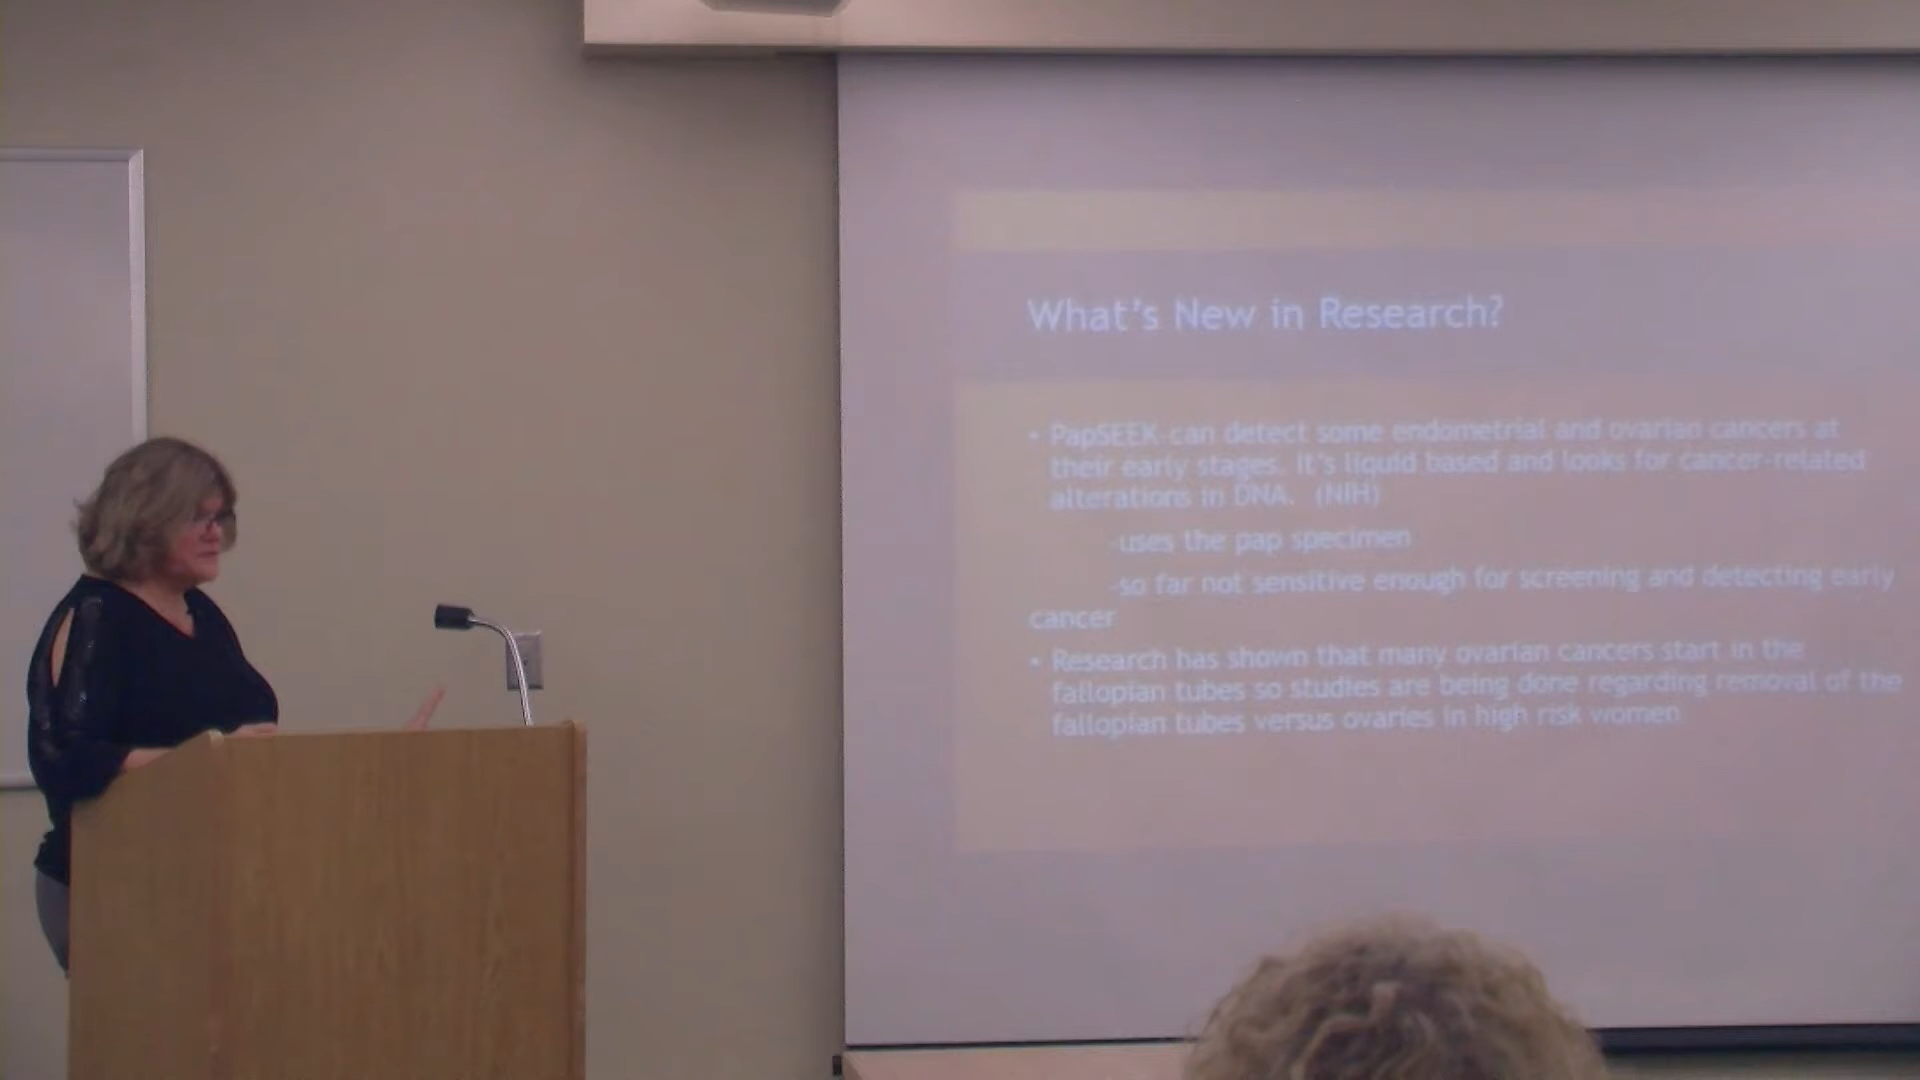 What's New in Research?
• PapSEEK-can detect some endometrial and ovarian cancers at
their early stages. It's liquid based and looks for cancer-related
alterations in DNA. (NIH)
-uses the pap specimen
-so far not sensitive enough for screening and detecting early
cancer
• Research has shown that many ovarian cancers start in the
fallopian tubes so studies are being done regarding removal of the
fallopian tubes versus ovaries in high risk women